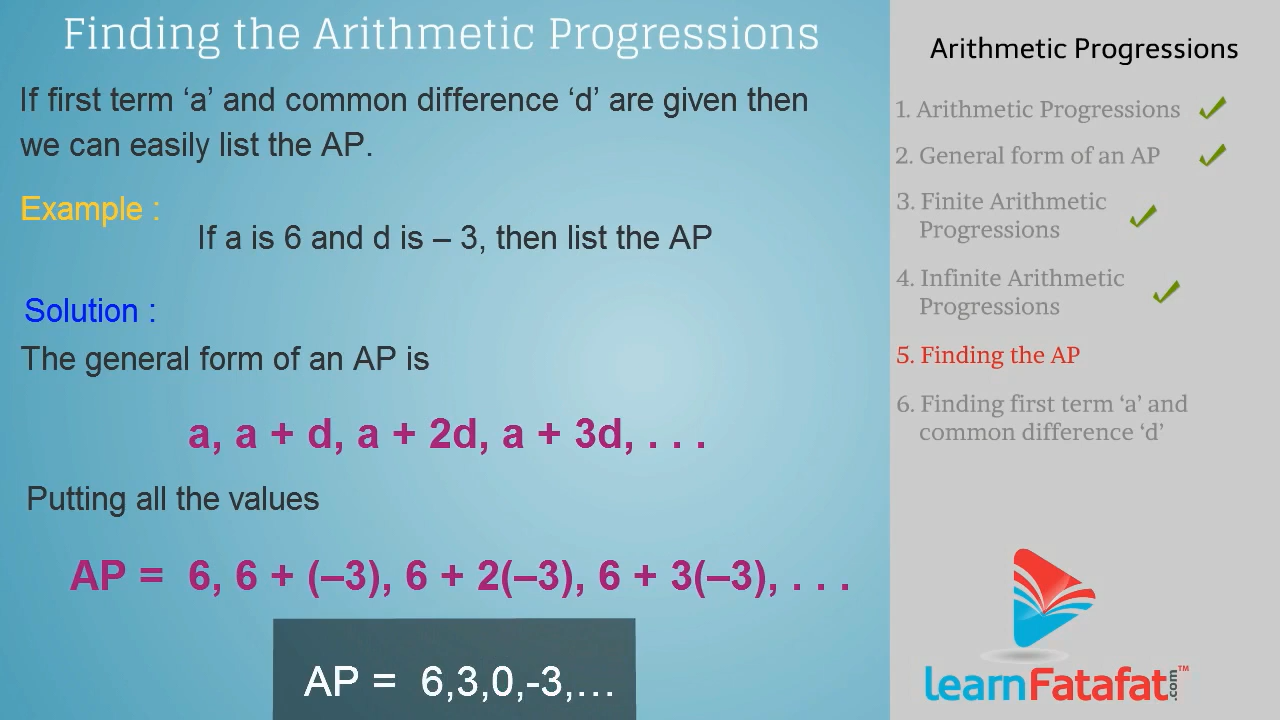 Finding the Arithmetic Progressions
If first term ‘a’ and common difference ‘d’ are given then
we can easily list the AP.
Example :
If a is 6 and d is – 3, then list the AP
Solution :
The general form of an AP is
a, a + d, a + 2d, a + 3d, . . .
Putting all the values
AP = 6, 6 + (–3), 6 + 2(–3), 6 + 3(–3), . . .
AP = 6,3,0,-3,...
Arithmetic Progressions
1. Arithmetic Progressions
2. General form of an AP
3. Finite Arithmetic
Progressions
4. Infinite Arithmetic
Progressions
5. Finding the AP
6. Finding first term ‘a’ and
common difference ‘d’
learnFatafat.com™